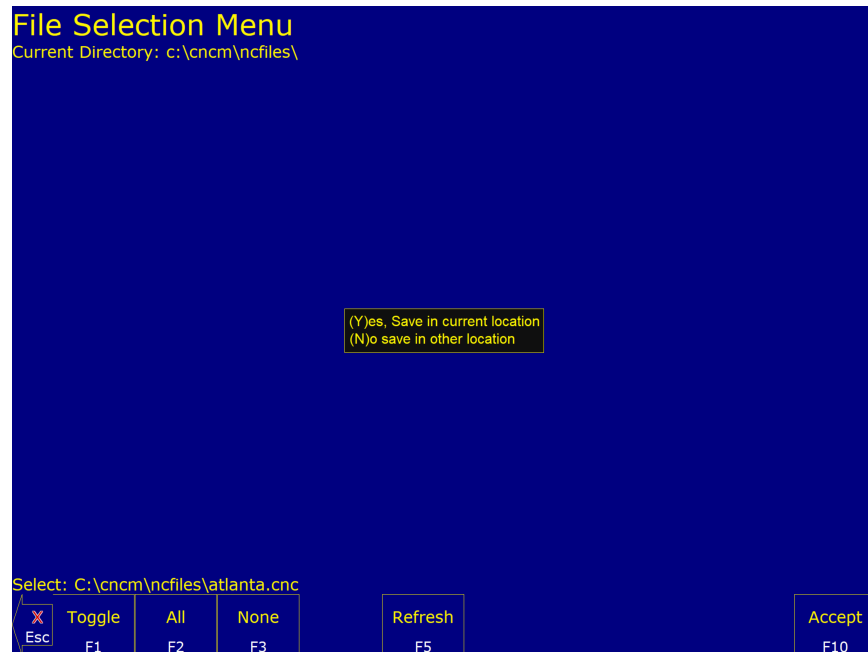 File Selection Menu
Current Directory: c:\cncm\ncfiles\
(Y)es, Save in current location
(N)o save in other location
Select: C:\cncm\ncfiles\atlanta.cnc
X Toggle All None Refresh Accept
Esc F1 F2 F3 F5 F10